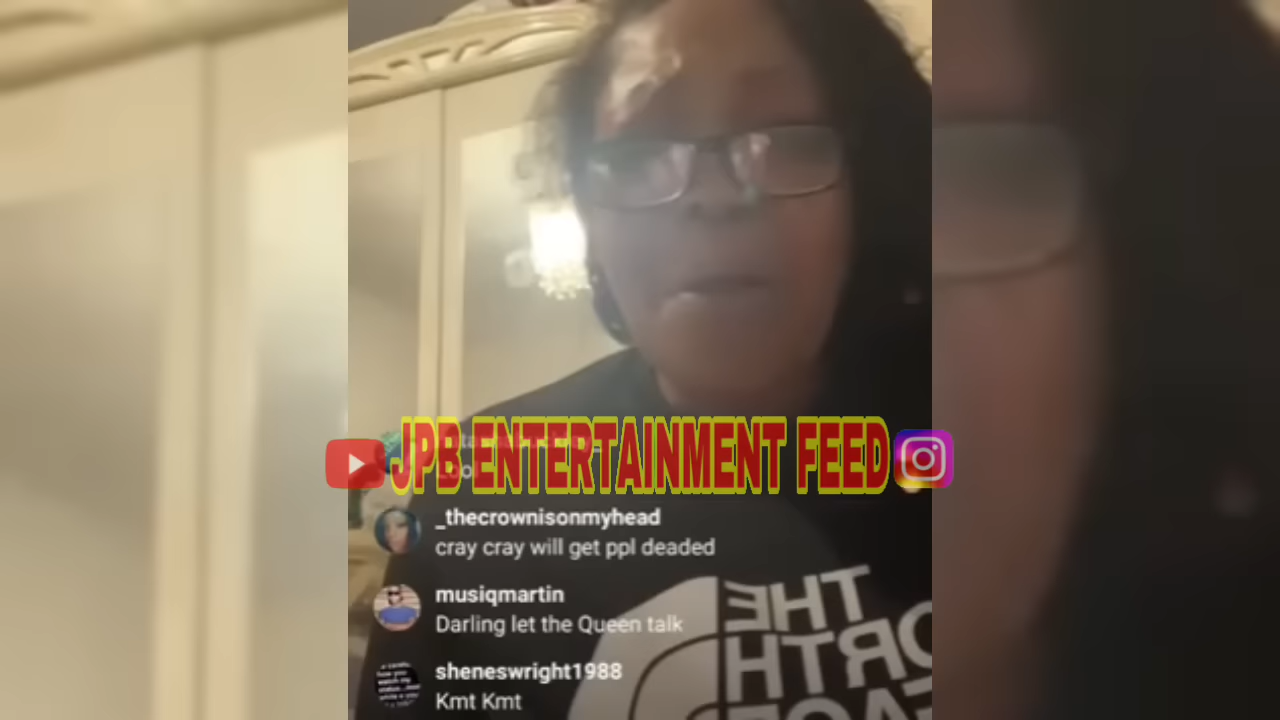 JPB ENTERTAINMENT FEED
_thecrownisonmyhead
cray cray will get ppl deaded
musiqmartin
Darling let the Queen talk
sheneswright1988
Kmt Kmt
THE
NORTH
FACE